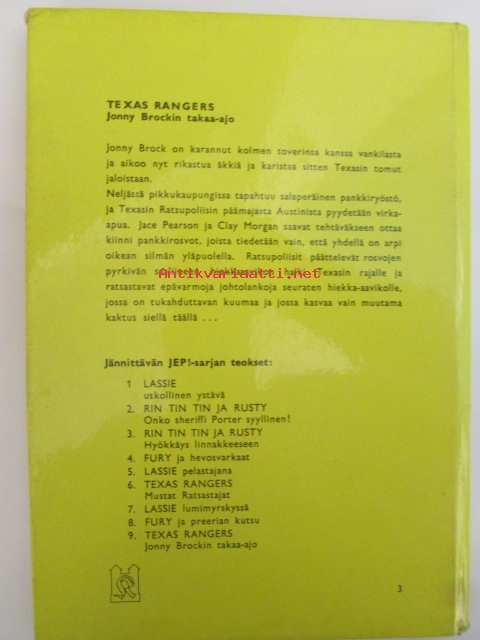 TEXAS RANGERS
Jonny Brockin takaa-ajo
Jonny Brock on karannut kolmen toverinsa kanssa vankilasta
ja aikoo nyt rikastua äkkiä ja karistaa sitten Texasin tomut
jaloistaan.
Neljässä pikkukaupungissa tapahtuu salaperäinen pankkiryöstö,
ja Texasin Ratsupoliisin päämajasta Austinista pyydetään virka-
apua. Jace Pearson ja Clay Morgan saavat tehtäväkseen ottaa
kiinni pankkirosvot, joista tiedetään vain, että yhdellä on arpi
oikean silmän yläpuolella. Ratsupoliisit päättelevät rosvojen
pyrkivän halki Texasin rajalle ja
ratsastavat epävarmoja johtolankoja seuraten hiekka-aavikolle,
jossa on tukahduttavan kuumaa ja jossa kasvaa vain muutama
kaktus siellä täällä ...
Antikvariaatti.net
Jännittävän JEP!-sarjan teokset:
1 LASSIE
uskollinen ystävä
2. RIN TIN TIN JA RUSTY
Onko sheriffi Porter syyllinen?
3. RIN TIN TIN JA RUSTY
Hyökkäys linnakkeeseen
4. FURY ja hevosvarkaat
5. LASSIE pelastajana
6. TEXAS RANGERS
Mustat Ratsastajat
7. LASSIE lumimyrskyssä
8. FURY ja preerian kutsu
9. TEXAS RANGERS
Jonny Brockin takaa-ajo
3